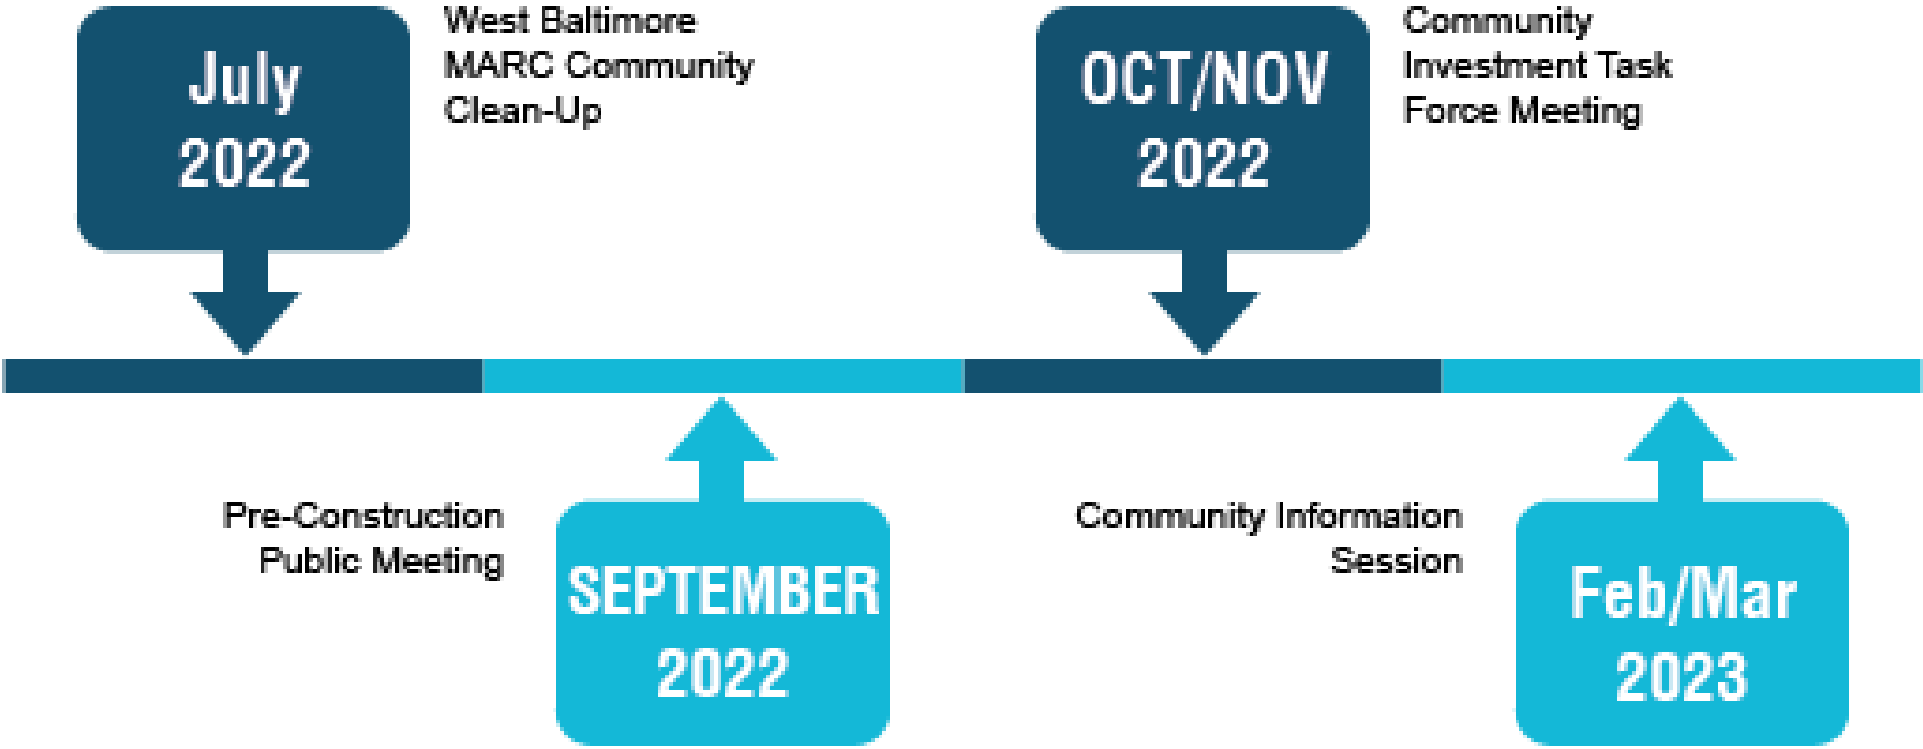 July
2022
West Baltimore
MARC Community
Clean-Up
Pre-Construction
Public Meeting
SEPTEMBER
2022
OCT/NOV
2022
Community
Investment Task
Force Meeting
Community Information
Session
Feb/Mar
2023